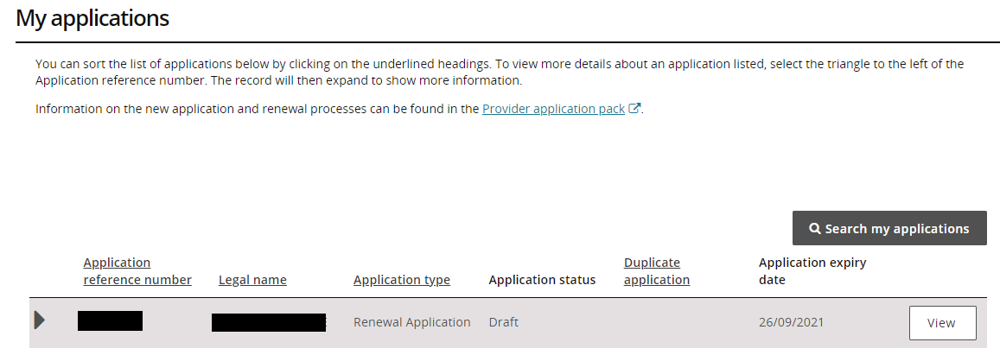 My applications
You can sort the list of applications below by clicking on the underlined headings. To view more details about an application listed, select the triangle to the left of the
Application reference number. The record will then expand to show more information.
Information on the new application and renewal processes can be found in the Provider application pack.
Search my applications
Application reference number Legal name Application type Application status Duplicate application Application expiry date
Renewal Application Draft 26/09/2021 View